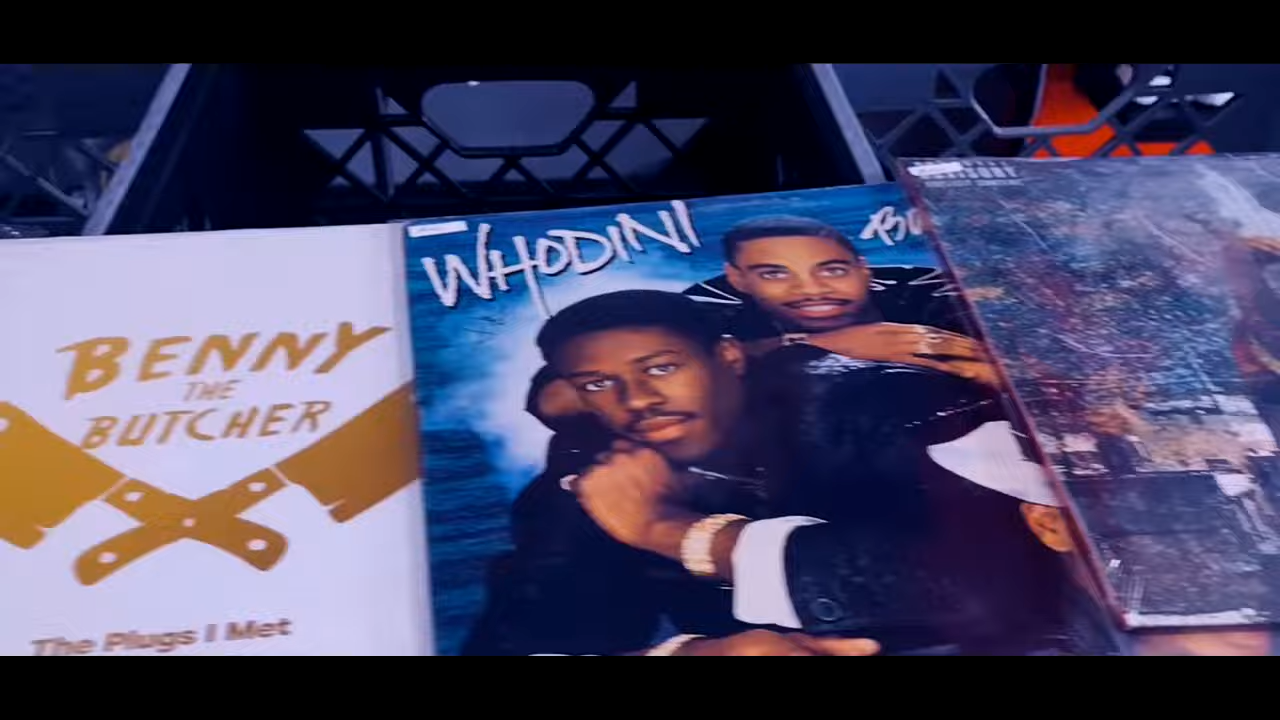 BENNY
THE
BUTCHER
The Plugs I Met
WHODINI